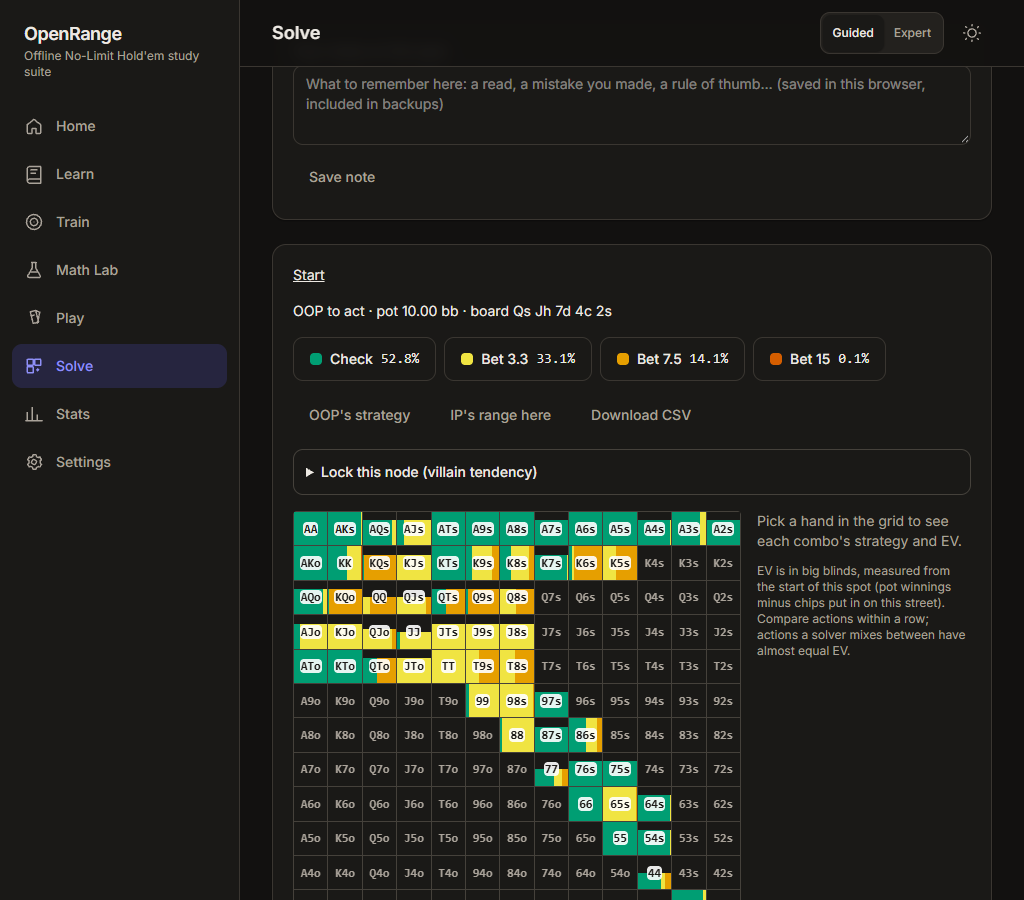 OpenRange
Offline No-Limit Hold'em study
suite
Home
Learn
Train
Math Lab
Play
Solve
Stats
Settings
Solve
Guided
Expert
What to remember here: a read, a mistake you made, a rule of thumb... (saved in this browser,
included in backups)
Save note
Start
OOP to act · pot 10.00 bb · board Qs Jh 7d 4c 2s
Check 52.8%
Bet 3.3 33.1%
Bet 7.5 14.1%
Bet 15 0.1%
OOP's strategy
IP's range here
Download CSV
Lock this node (villain tendency)
AA AKs AQs AJs ATs A9s A8s A7s A6s A5s A4s A3s A2s
AKo KK KQs KJs KTs K9s K8s K7s K6s K5s K4s K3s K2s
AQo KQo QQ QJs QTs Q9s Q8s Q7s Q6s Q5s Q4s Q3s Q2s
AJo KJo QJo JJ JTs J9s J8s J7s J6s J5s J4s J3s J2s
ATo KTo QTo JTo TT T9s T8s T7s T6s T5s T4s T3s T2s
A9o K9o Q9o J9o T9o 99 98s 97s 96s 95s 94s 93s 92s
A8o K8o Q8o J8o T8o 98o 88 87s 86s 85s 84s 83s 82s
A7o K7o Q7o J7o T7o 97o 87o 77 76s 75s 74s 73s 72s
A6o K6o Q6o J6o T6o 96o 86o 76o 66 65s 64s 63s 62s
A5o K5o Q5o J5o T5o 95o 85o 75o 65o 55 54s 53s 52s
A4o K4o Q4o J4o T4o 94o 84o 74o 64o 54o 44 43s 42s
Pick a hand in the grid to see
each combo's strategy and EV.
EV is in big blinds, measured from
the start of this spot (pot winnings
minus chips put in on this street).
Compare actions within a row;
actions a solver mixes between have
almost equal EV.